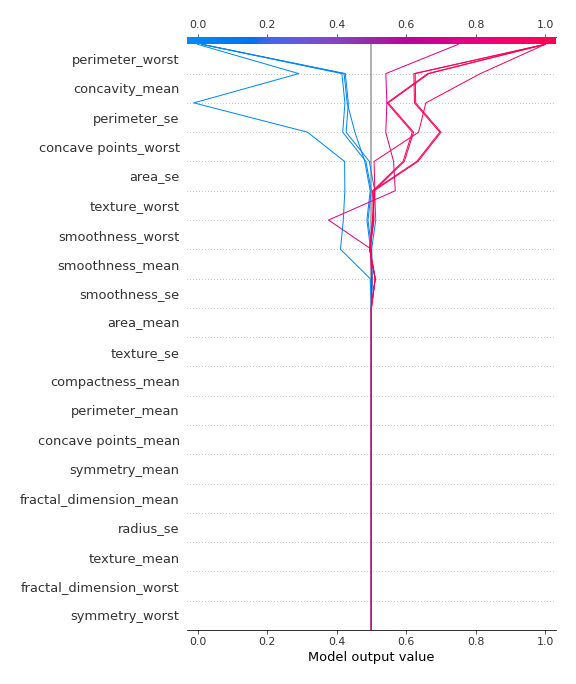 0.0 0.2 0.4 0.6 0.8 1.0
perimeter_worst
concavity_mean
perimeter_se
concave points_worst
area_se
texture_worst
smoothness_worst
smoothness_mean
smoothness_se
area_mean
texture_se
compactness_mean
perimeter_mean
concave points_mean
symmetry_mean
fractal_dimension_mean
radius_se
texture_mean
fractal_dimension_worst
symmetry_worst
0.0 0.2 0.4 0.6 0.8 1.0
Model output value